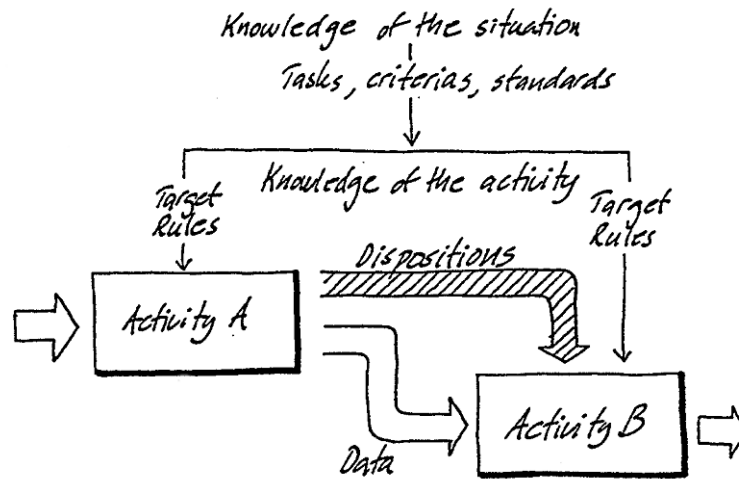 Knowledge of the situation
Tasks, criterias, standards
Knowledge of the activity
Target
Rules
Target
Rules
Dispositions
Activity A
Activity B
Data